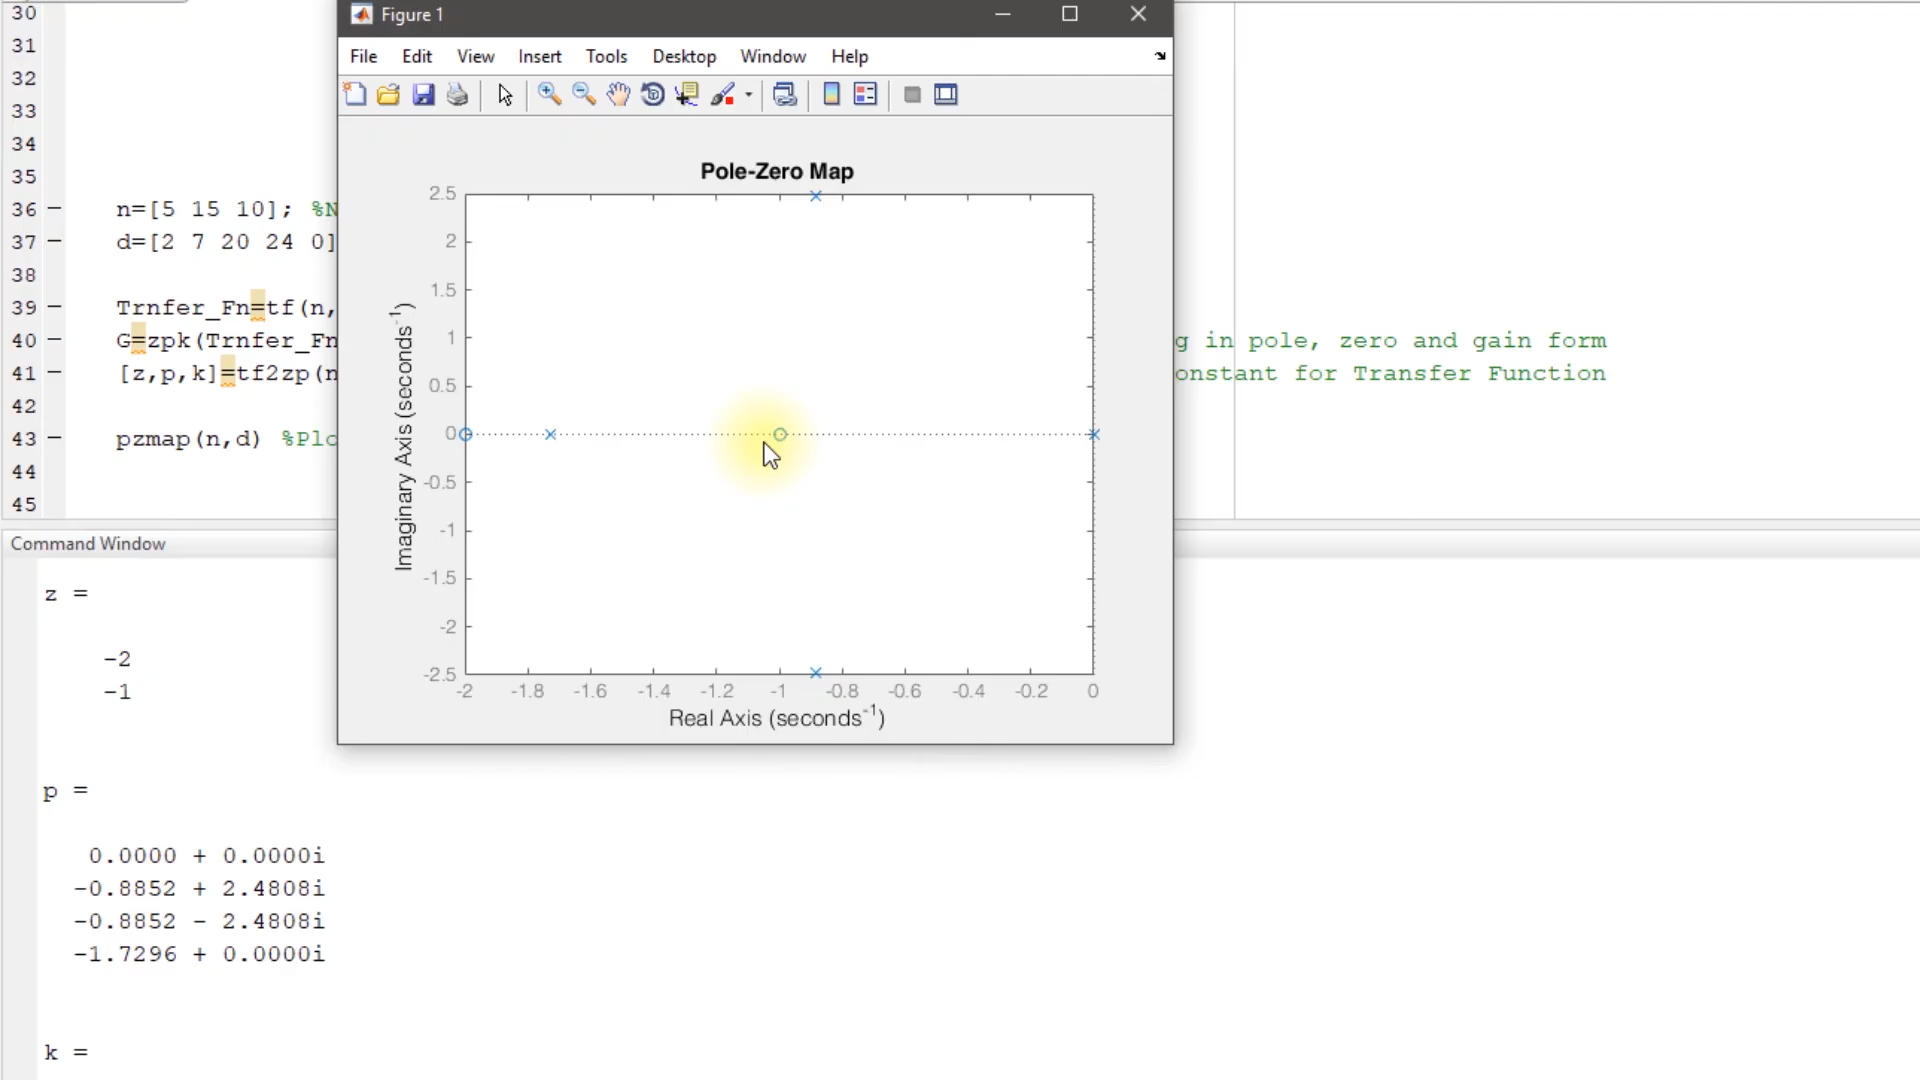 30
31
32
33
34
35
36 – n=[5 15 10]; %N
37 – d=[2 7 20 24 0]
38
39 – Trnfer_Fn=tf(n,
40 – G=zpk(Trnfer_Fn
g in pole, zero and gain form
41 – [z,p,k]=tf2zp(n
onstant for Transfer Function
42
43 – pzmap(n,d) %Plo
44
45
Figure 1
File Edit View Insert Tools Desktop Window Help
Pole-Zero Map
Imaginary Axis (seconds⁻¹)
2.5
2
1.5
1
0.5
0
-0.5
-1
-1.5
-2
-2.5
-2 -1.8 -1.6 -1.4 -1.2 -1 -0.8 -0.6 -0.4 -0.2 0
Real Axis (seconds⁻¹)
Command Window
z =
-2
-1
p =
0.0000 + 0.0000i
-0.8852 + 2.4808i
-0.8852 - 2.4808i
-1.7296 + 0.0000i
k =